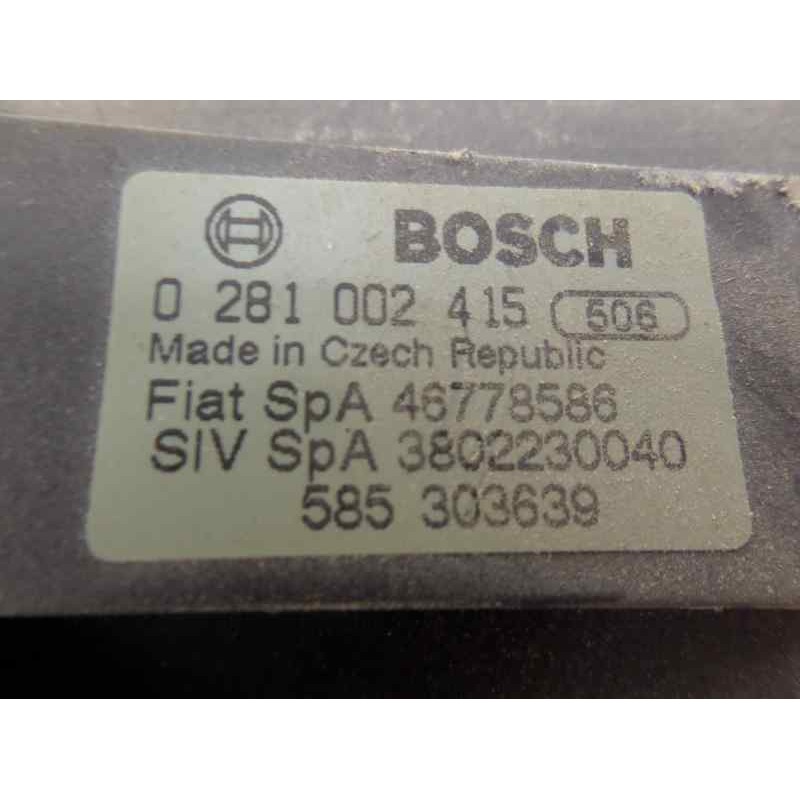 BOSCH
0 281 002 415 506
Made in Czech Republic
Fiat SpA 46778586
SIV SpA 3802230040
585 303639